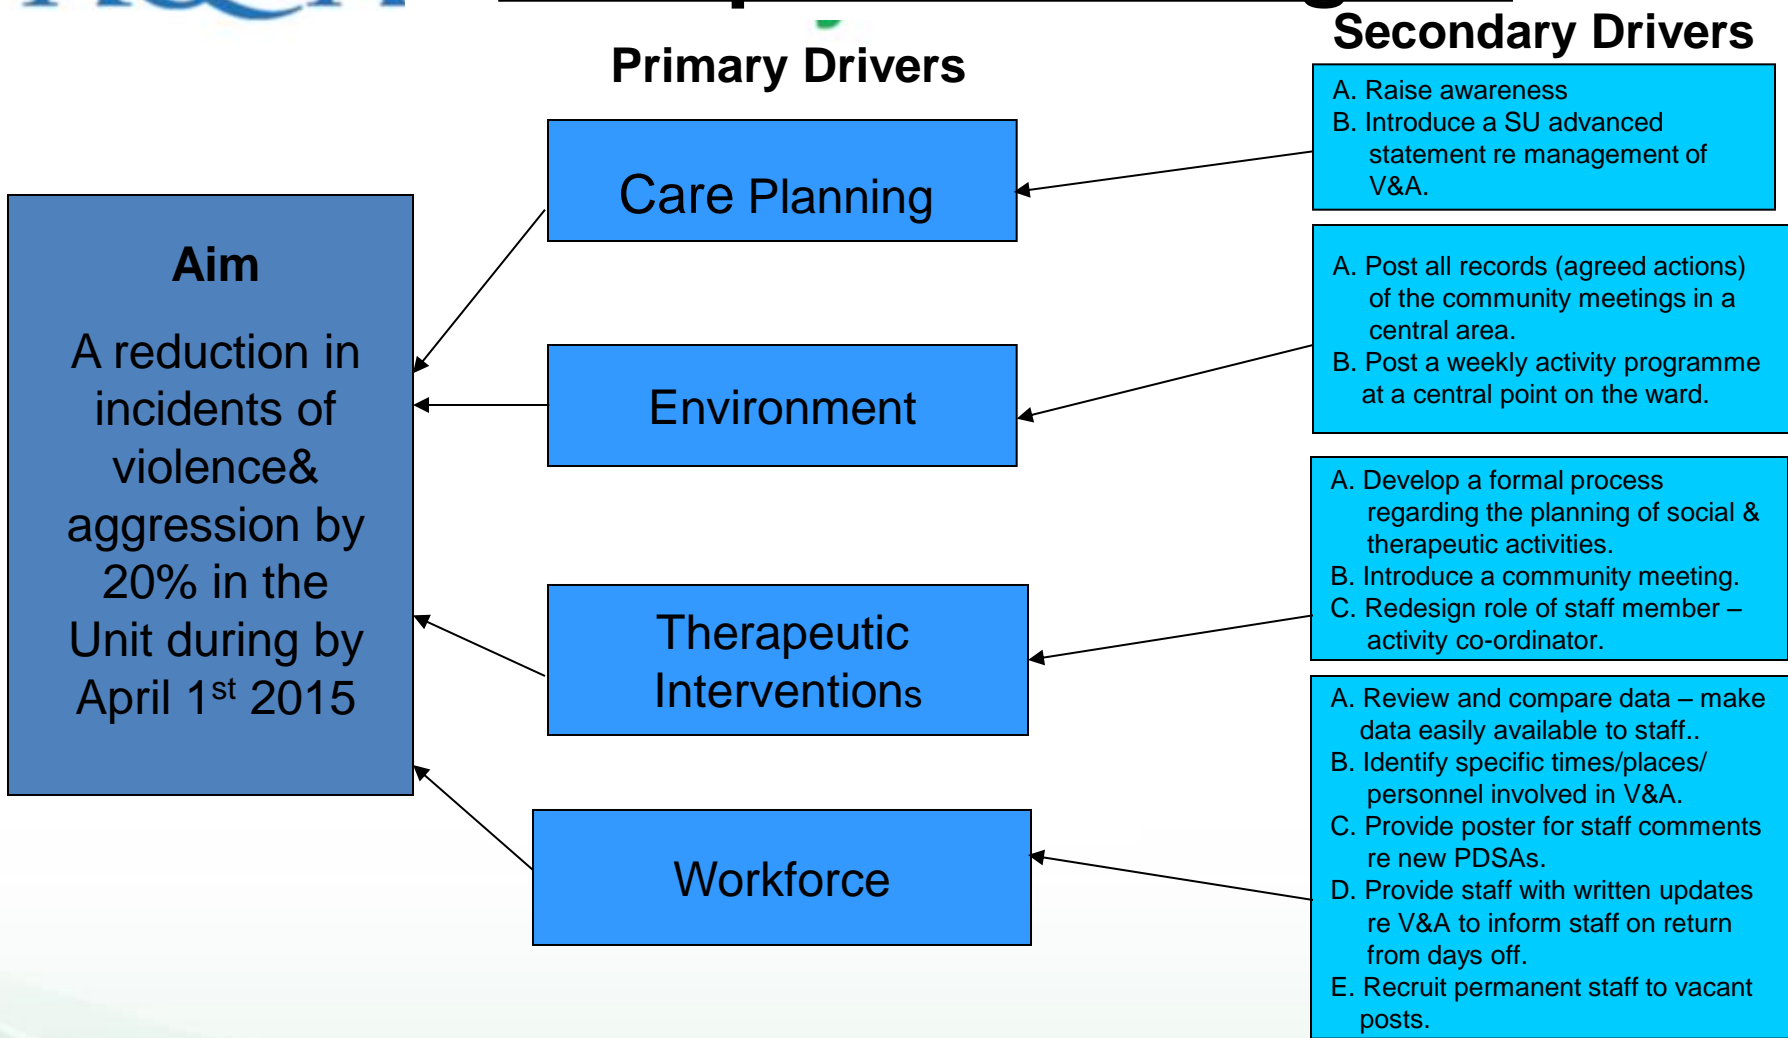 Primary Drivers
Secondary Drivers
Aim
A reduction in
incidents of
violence&
aggression by
20% in the
Unit during by
April 1st 2015
Care Planning
Environment
Therapeutic
Interventions
Workforce
A. Raise awareness
B. Introduce a SU advanced
statement re management of
V&A.
A. Post all records (agreed actions)
of the community meetings in a
central area.
B. Post a weekly activity programme
at a central point on the ward.
A. Develop a formal process
regarding the planning of social &
therapeutic activities.
B. Introduce a community meeting.
C. Redesign role of staff member –
activity co-ordinator.
A. Review and compare data – make
data easily available to staff..
B. Identify specific times/places/
personnel involved in V&A.
C. Provide poster for staff comments
re new PDSAs.
D. Provide staff with written updates
re V&A to inform staff on return
from days off.
E. Recruit permanent staff to vacant
posts.